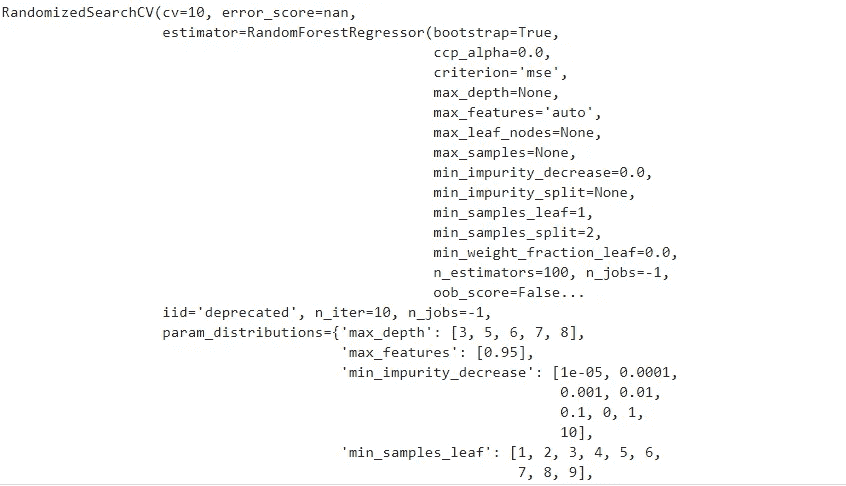 RandomizedSearchCV(cv=10, error_score=nan,
estimator=RandomForestRegressor(bootstrap=True,
ccp_alpha=0.0,
criterion='mse',
max_depth=None,
max_features='auto',
max_leaf_nodes=None,
max_samples=None,
min_impurity_decrease=0.0,
min_impurity_split=None,
min_samples_leaf=1,
min_samples_split=2,
min_weight_fraction_leaf=0.0,
n_estimators=100, n_jobs=-1,
oob_score=False...
iid='deprecated', n_iter=10, n_jobs=-1,
param_distributions={'max_depth': [3, 5, 6, 7, 8],
'max_features': [0.95],
'min_impurity_decrease': [1e-05, 0.0001,
0.001, 0.01,
0.1, 0, 1,
10],
'min_samples_leaf': [1, 2, 3, 4, 5, 6,
7, 8, 9],